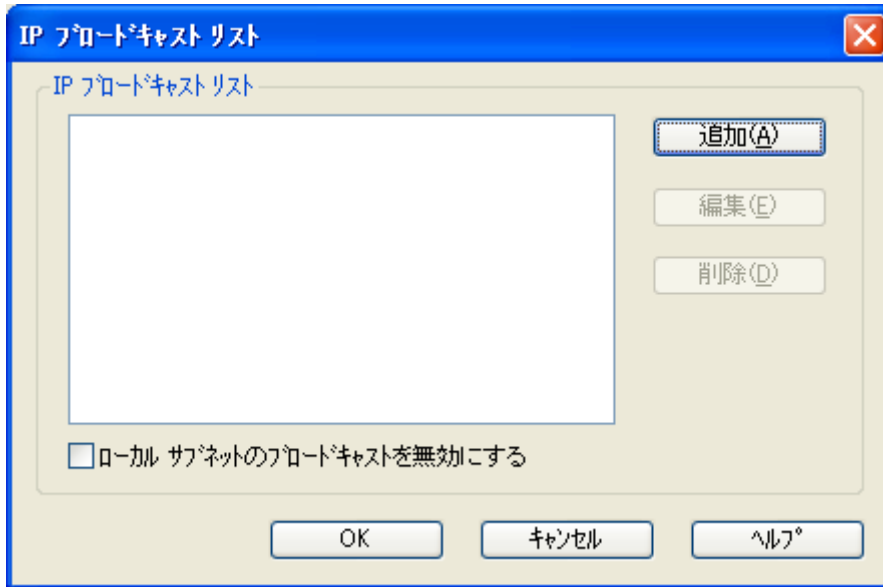 IP ﾌﾞﾛｰﾄﾞｷｬｽﾄ ﾘｽﾄ
IP ﾌﾞﾛｰﾄﾞｷｬｽﾄ ﾘｽﾄ
追加(A)
編集(E)
削除(D)
ﾛｰｶﾙ ｻﾌﾞﾈｯﾄのﾌﾞﾛｰﾄﾞｷｬｽﾄを無効にする
OK
ｷｬﾝｾﾙ
ﾍﾙﾌﾟ